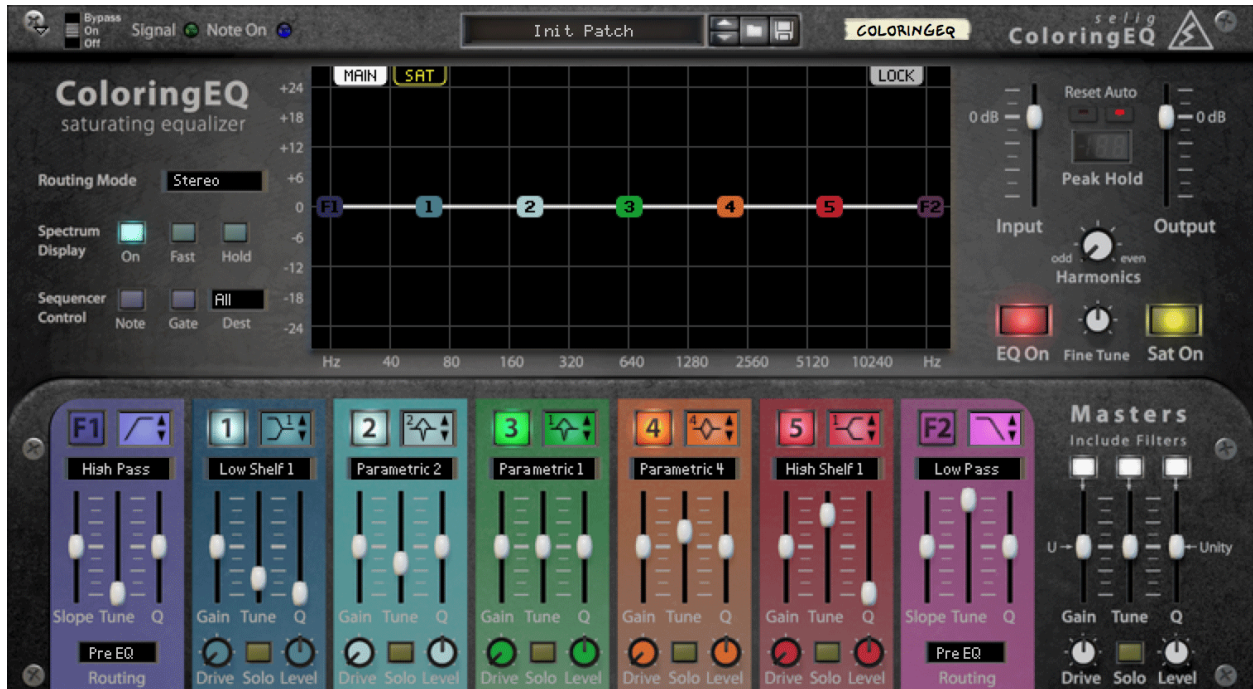 Bypass
On
Off
Signal
Note On
Init Patch
COLORINGEQ
selig
ColoringEQ
ColoringEQ
saturating equalizer
MAIN
SAT
LOCK
+24
+18
+12
+6
0
-6
-12
-18
-24
Routing Mode
Stereo
Spectrum
Display
On
Fast
Hold
Sequencer
Control
Note
Gate
All
Dest
F1
1
2
3
4
5
F2
Hz
40
80
160
320
640
1280
2560
5120
10240
Hz
Reset Auto
0 dB
0 dB
-188
Peak Hold
Input
Output
odd
even
Harmonics
EQ On
Fine Tune
Sat On
F1
High Pass
Slope Tune Q
Pre EQ
Routing
1
1
Low Shelf 1
Gain Tune Q
Drive Solo Level
2
2
Parametric 2
Gain Tune Q
Drive Solo Level
3
1
Parametric 1
Gain Tune Q
Drive Solo Level
4
4
Parametric 4
Gain Tune Q
Drive Solo Level
5
1
High Shelf 1
Gain Tune Q
Drive Solo Level
F2
Low Pass
Slope Tune Q
Pre EQ
Routing
Masters
Include Filters
U
Unity
Gain Tune Q
Drive Solo Level